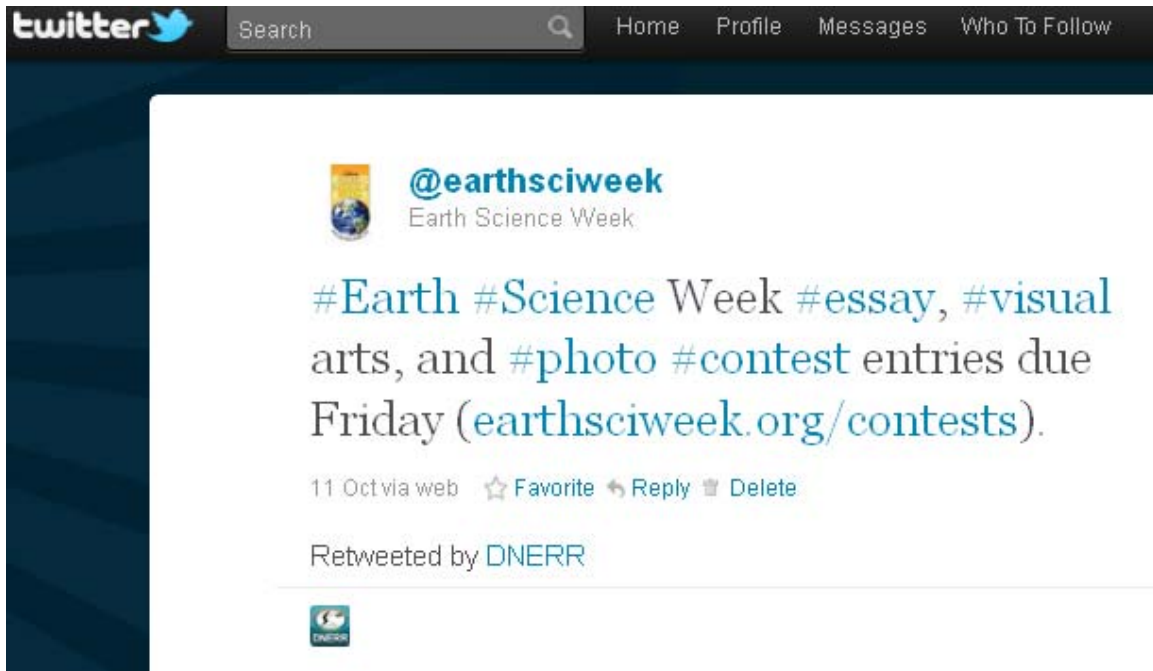 twitter Search Home Profile Messages Who To Follow
@earthsciweek
Earth Science Week
#Earth #Science Week #essay, #visual
arts, and #photo #contest entries due
Friday (earthsciweek.org/contests).
11 Oct via web Favorite Reply Delete
Retweeted by DNERR
DNERR